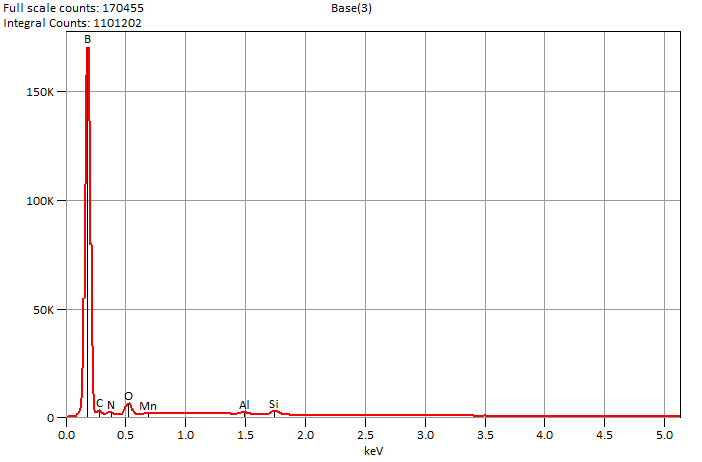 Full scale counts: 170455
Base(3)
Integral Counts: 1101202
B
150K
100K
50K
C N O Mn Al Si
0
0.0 0.5 1.0 1.5 2.0 2.5 3.0 3.5 4.0 4.5 5.0
keV